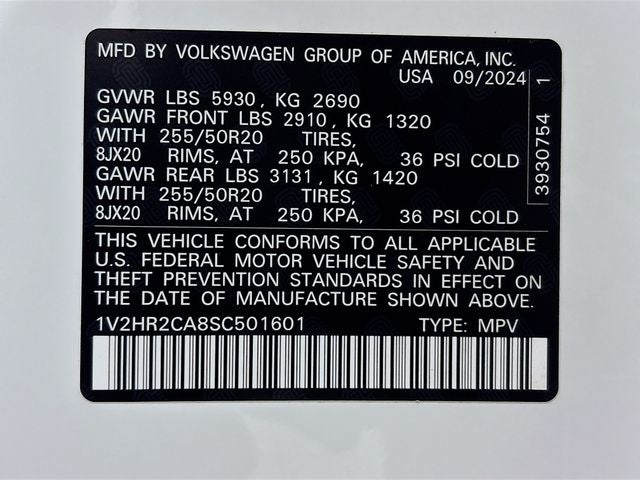 MFD BY VOLKSWAGEN GROUP OF AMERICA, INC.
USA 09/2024
GVWR LBS 5930, KG 2690
GAWR FRONT LBS 2910, KG 1320
WITH 255/50R20 TIRES,
8JX20 RIMS, AT 250 KPA, 36 PSI COLD
GAWR REAR LBS 3131, KG 1420
WITH 255/50R20 TIRES,
8JX20 RIMS, AT 250 KPA, 36 PSI COLD
THIS VEHICLE CONFORMS TO ALL APPLICABLE
U.S. FEDERAL MOTOR VEHICLE SAFETY AND
THEFT PREVENTION STANDARDS IN EFFECT ON
THE DATE OF MANUFACTURE SHOWN ABOVE.
1V2HR2CA8SC501601 TYPE: MPV
3930754 1